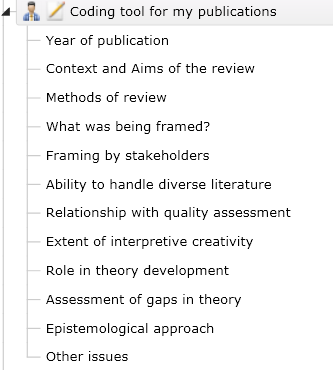 Coding tool for my publications
Year of publication
Context and Aims of the review
Methods of review
What was being framed?
Framing by stakeholders
Ability to handle diverse literature
Relationship with quality assessment
Extent of interpretive creativity
Role in theory development
Assessment of gaps in theory
Epistemological approach
Other issues